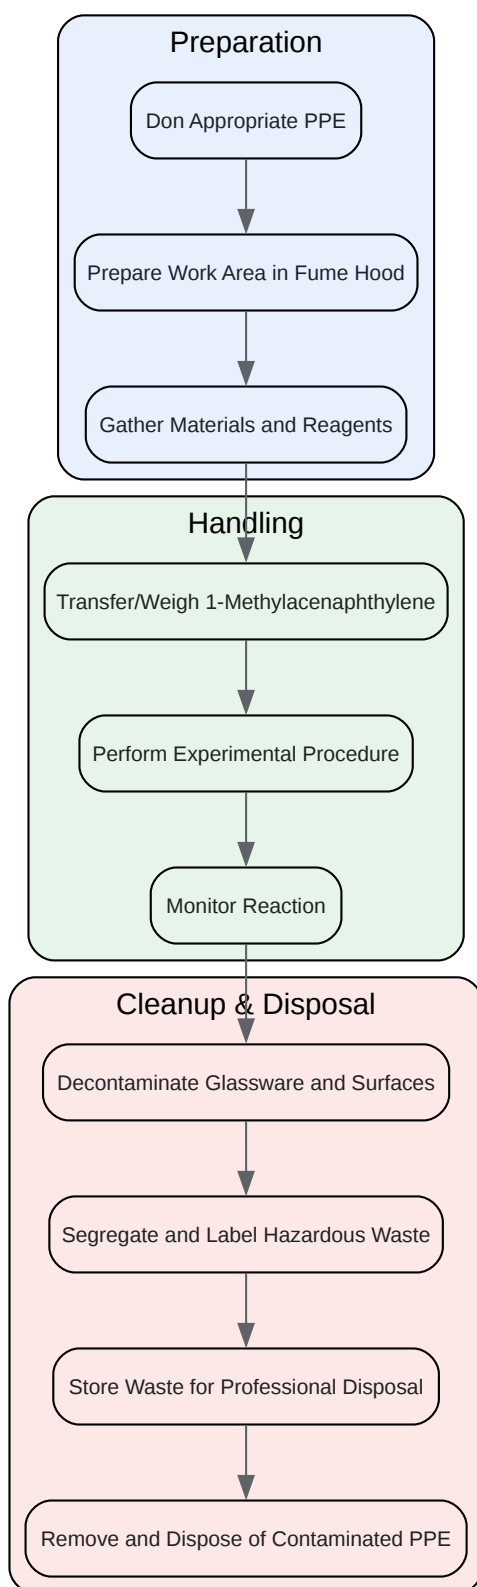 Preparation
Don Appropriate PPE
Prepare Work Area in Fume Hood
Gather Materials and Reagents
Handling
Transfer/Weigh 1-Methylacenaphthylene
Perform Experimental Procedure
Monitor Reaction
Cleanup & Disposal
Decontaminate Glassware and Surfaces
Segregate and Label Hazardous Waste
Store Waste for Professional Disposal
Remove and Dispose of Contaminated PPE